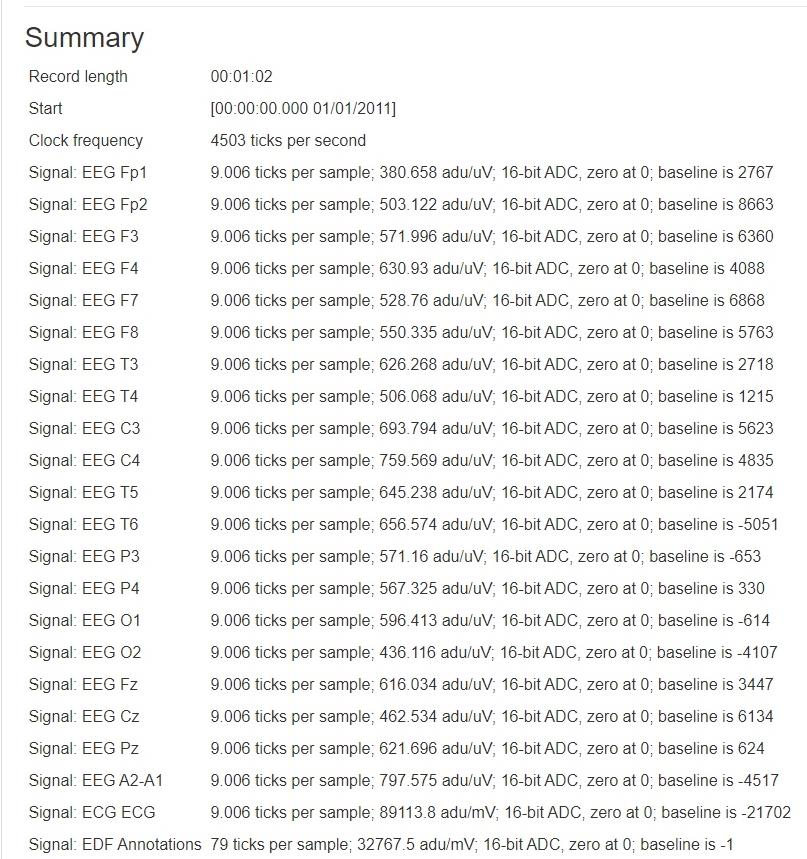 Summary
Record length 00:01:02
Start [00:00:00.000 01/01/2011]
Clock frequency 4503 ticks per second
Signal: EEG Fp1 9.006 ticks per sample; 380.658 adu/uV; 16-bit ADC, zero at 0; baseline is 2767
Signal: EEG Fp2 9.006 ticks per sample; 503.122 adu/uV; 16-bit ADC, zero at 0; baseline is 8663
Signal: EEG F3 9.006 ticks per sample; 571.996 adu/uV; 16-bit ADC, zero at 0; baseline is 6360
Signal: EEG F4 9.006 ticks per sample; 630.93 adu/uV; 16-bit ADC, zero at 0; baseline is 4088
Signal: EEG F7 9.006 ticks per sample; 528.76 adu/uV; 16-bit ADC, zero at 0; baseline is 6868
Signal: EEG F8 9.006 ticks per sample; 550.335 adu/uV; 16-bit ADC, zero at 0; baseline is 5763
Signal: EEG T3 9.006 ticks per sample; 626.268 adu/uV; 16-bit ADC, zero at 0; baseline is 2718
Signal: EEG T4 9.006 ticks per sample; 506.068 adu/uV; 16-bit ADC, zero at 0; baseline is 1215
Signal: EEG C3 9.006 ticks per sample; 693.794 adu/uV; 16-bit ADC, zero at 0; baseline is 5623
Signal: EEG C4 9.006 ticks per sample; 759.569 adu/uV; 16-bit ADC, zero at 0; baseline is 4835
Signal: EEG T5 9.006 ticks per sample; 645.238 adu/uV; 16-bit ADC, zero at 0; baseline is 2174
Signal: EEG T6 9.006 ticks per sample; 656.574 adu/uV; 16-bit ADC, zero at 0; baseline is -5051
Signal: EEG P3 9.006 ticks per sample; 571.16 adu/uV; 16-bit ADC, zero at 0; baseline is -653
Signal: EEG P4 9.006 ticks per sample; 567.325 adu/uV; 16-bit ADC, zero at 0; baseline is 330
Signal: EEG O1 9.006 ticks per sample; 596.413 adu/uV; 16-bit ADC, zero at 0; baseline is -614
Signal: EEG O2 9.006 ticks per sample; 436.116 adu/uV; 16-bit ADC, zero at 0; baseline is -4107
Signal: EEG Fz 9.006 ticks per sample; 616.034 adu/uV; 16-bit ADC, zero at 0; baseline is 3447
Signal: EEG Cz 9.006 ticks per sample; 462.534 adu/uV; 16-bit ADC, zero at 0; baseline is 6134
Signal: EEG Pz 9.006 ticks per sample; 621.696 adu/uV; 16-bit ADC, zero at 0; baseline is 624
Signal: EEG A2-A1 9.006 ticks per sample; 797.575 adu/uV; 16-bit ADC, zero at 0; baseline is -4517
Signal: ECG ECG 9.006 ticks per sample; 89113.8 adu/mV; 16-bit ADC, zero at 0; baseline is -21702
Signal: EDF Annotations 79 ticks per sample; 32767.5 adu/mV; 16-bit ADC, zero at 0; baseline is -1